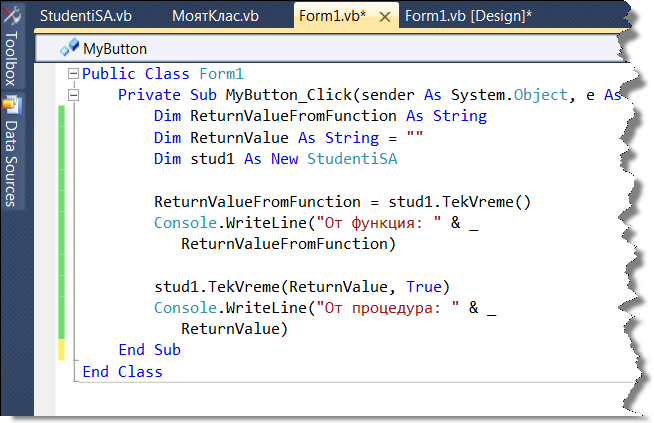 StudentiSA.vb МоятКлас.vb Form1.vb* Form1.vb [Design]*
Toolbox
Data Sources
MyButton
Public Class Form1
Private Sub MyButton_Click(sender As System.Object, e As
Dim ReturnValueFromFunction As String
Dim ReturnValue As String = ""
Dim stud1 As New StudentiSA
ReturnValueFromFunction = stud1.TekVreme()
Console.WriteLine("От функция: " & _
ReturnValueFromFunction)
stud1.TekVreme(ReturnValue, True)
Console.WriteLine("От процедура: " & _
ReturnValue)
End Sub
End Class